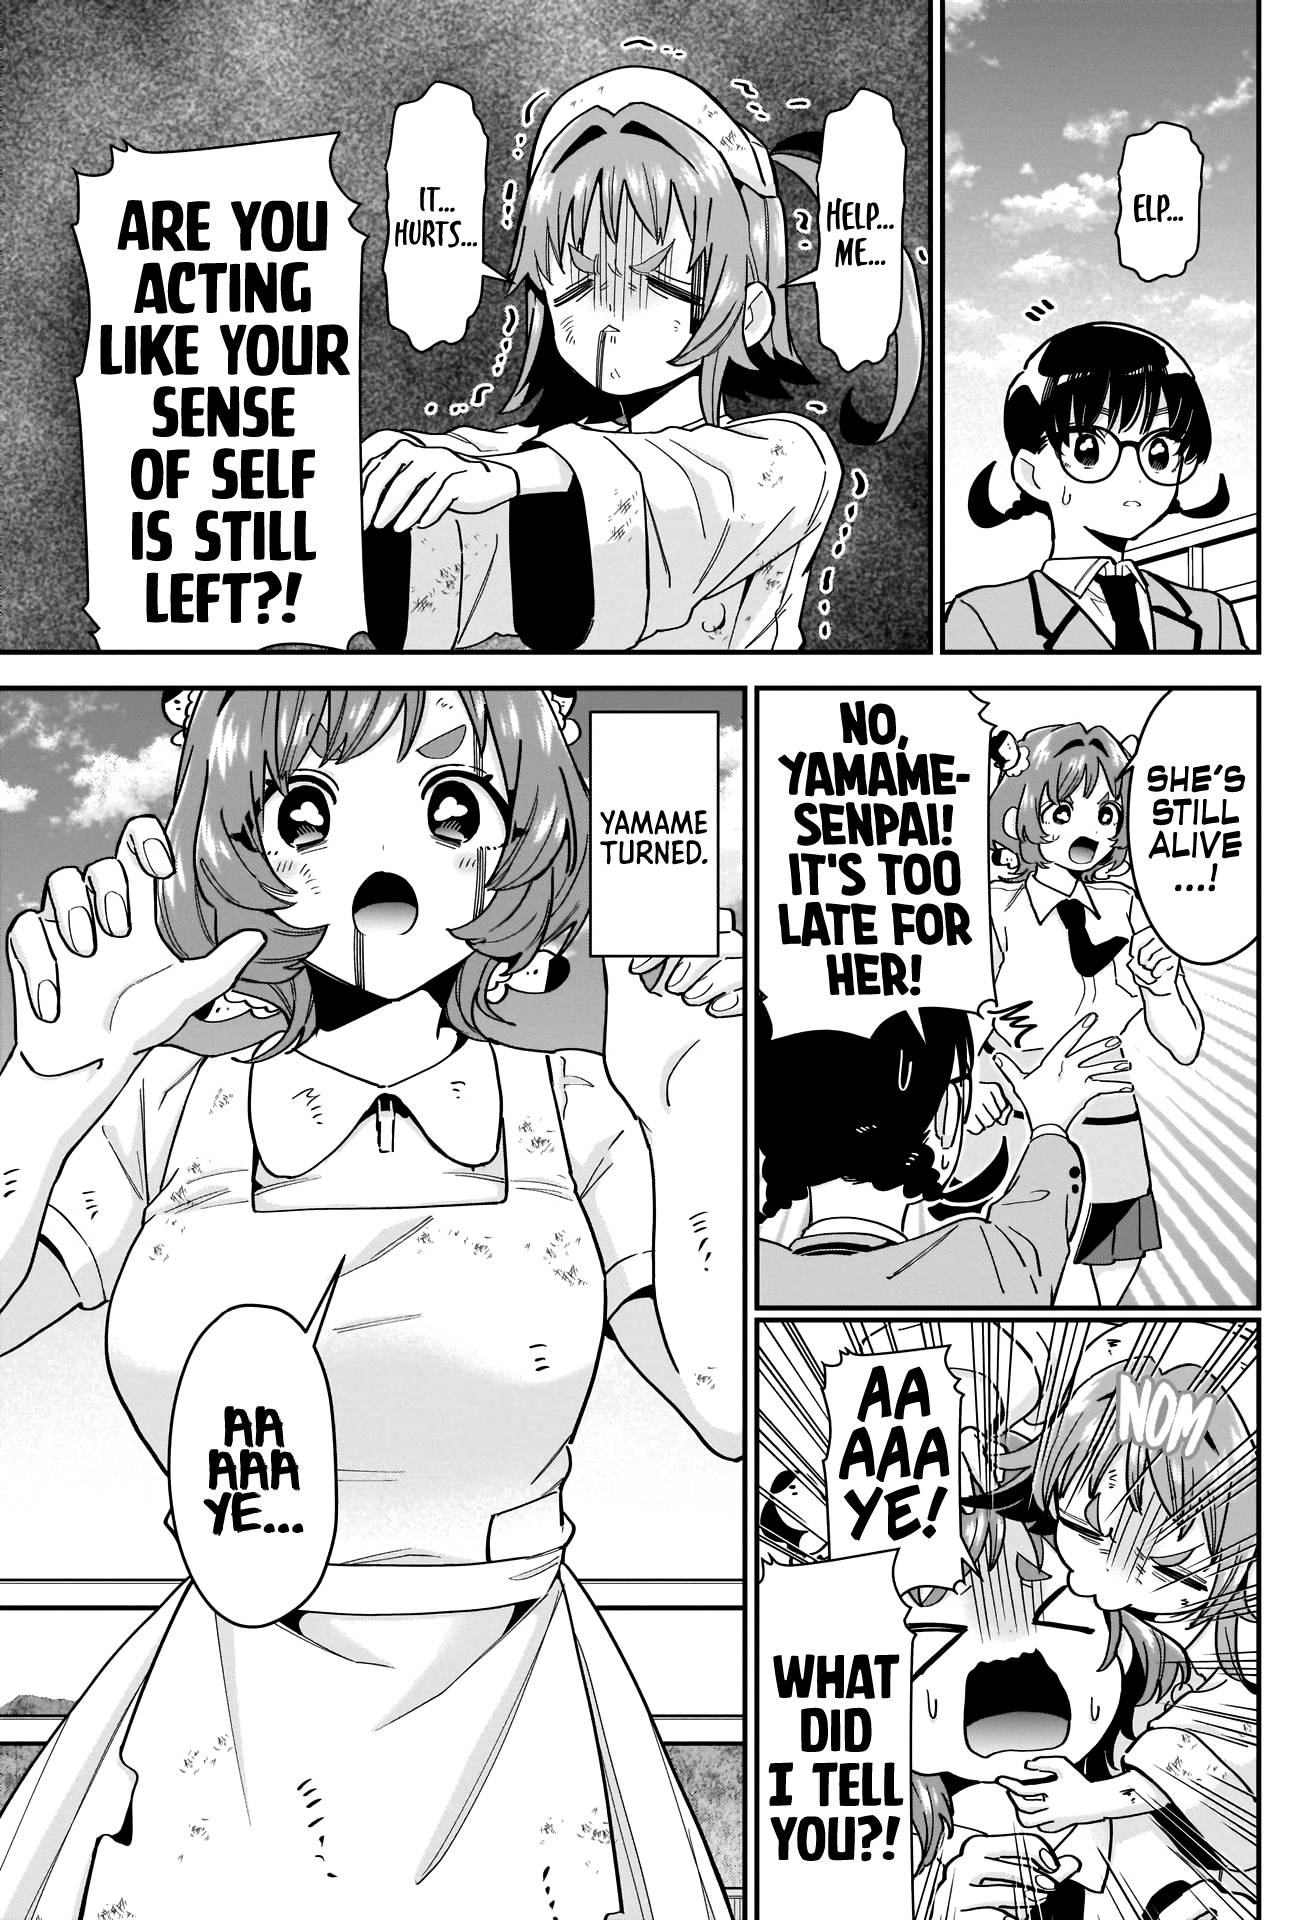 ELP...
HELP...
ME...
IT...
HURTS...
ARE YOU
ACTING
LIKE YOUR
SENSE
OF SELF
IS STILL
LEFT?!
SHE'S
STILL
ALIVE
...!
NO,
YAMAME-
SENPAI!
IT'S TOO
LATE FOR
HER!
NOM
AA
AAA
YE!
WHAT
DID
I TELL
YOU?!
YAMAME
TURNED.
AA
AAA
YE...